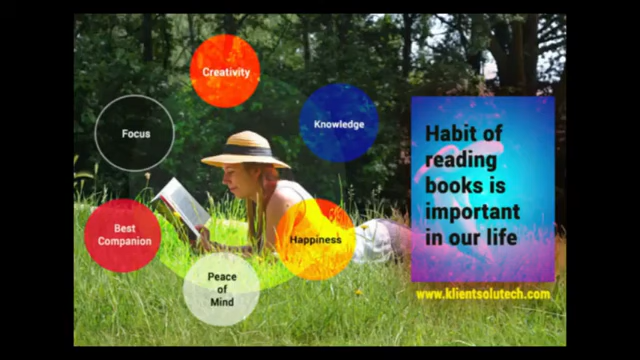 Creativity
Knowledge
Focus
Best
Companion
Happiness
Peace
of
Mind
Habit of
reading
books is
important
in our life
www.klientsolutech.com